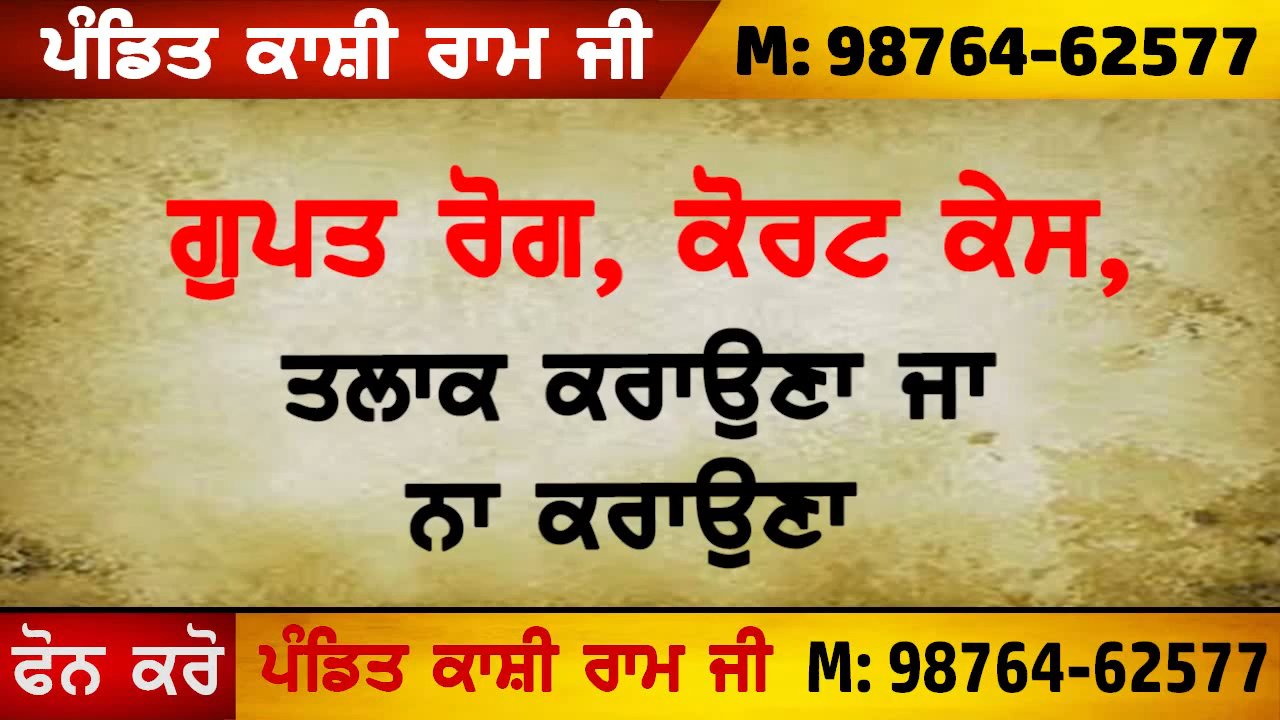 ਪੰਡਿਤ ਕਾਸ਼ੀ ਰਾਮ ਜੀ M: 98764-62577
ਗੁਪਤ ਰੋਗ, ਕੋਰਟ ਕੇਸ,
ਤਲਾਕ ਕਰਾਉਣਾ ਜਾ
ਨਾ ਕਰਾਉਣਾ
ਫੋਨ ਕਰੋ ਪੰਡਿਤ ਕਾਸ਼ੀ ਰਾਮ ਜੀ M: 98764-62577